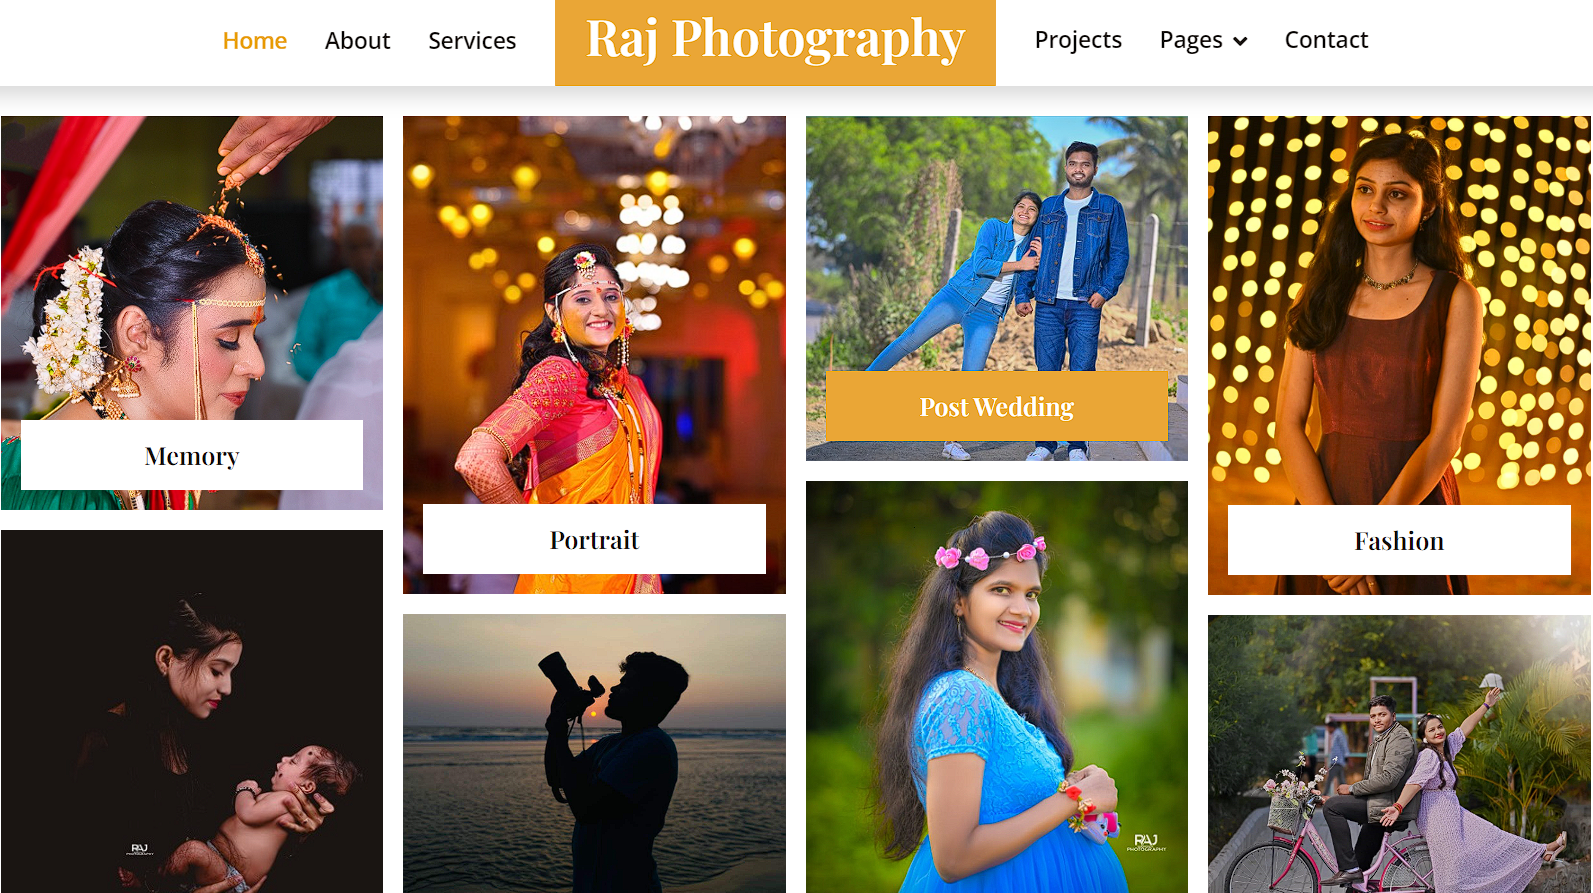 Home About Services Raj Photography Projects Pages Contact
Memory
Portrait
Post Wedding
Fashion
RAJ
PHOTOGRAPHY
RAJ
PHOTOGRAPHY